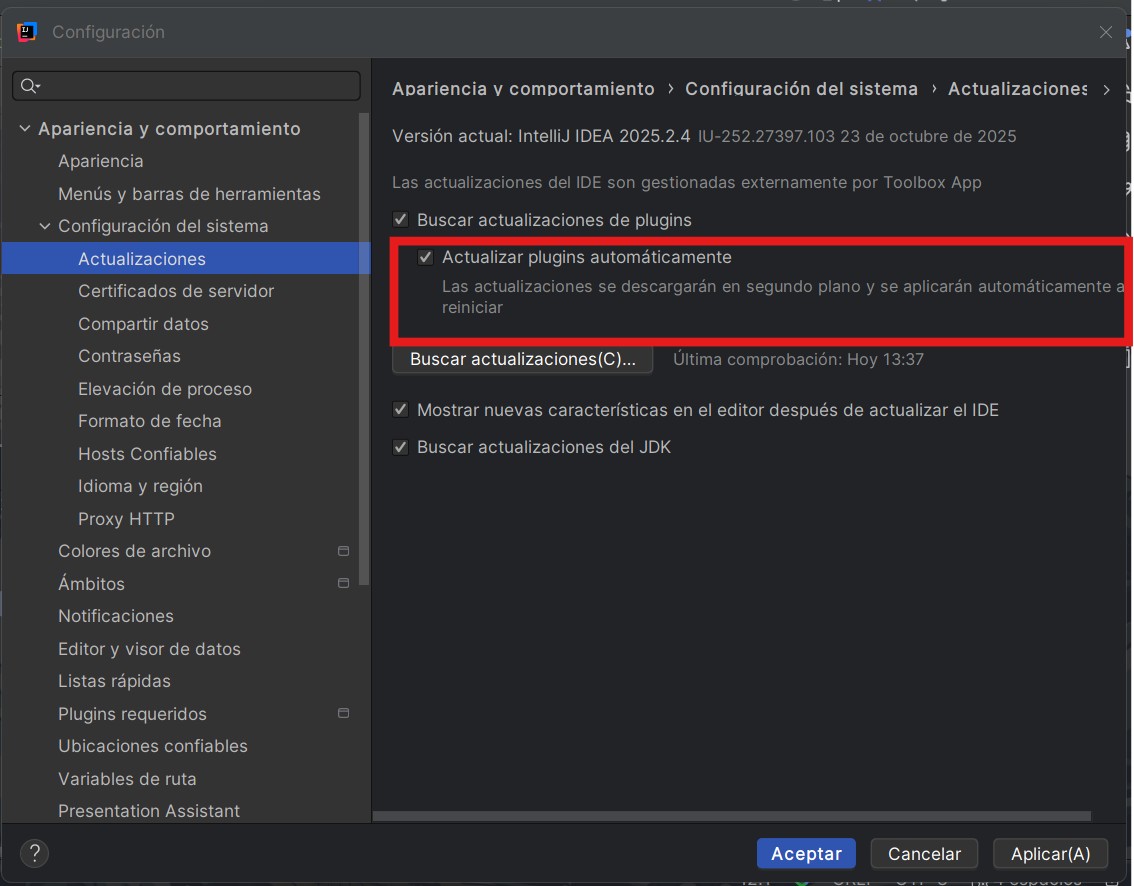 Configuración
Apariencia y comportamiento › Configuración del sistema › Actualizaciones
Apariencia y comportamiento
Apariencia
Menús y barras de herramientas
Configuración del sistema
Actualizaciones
Certificados de servidor
Compartir datos
Contraseñas
Elevación de proceso
Formato de fecha
Hosts Confiables
Idioma y región
Proxy HTTP
Colores de archivo
Ámbitos
Notificaciones
Editor y visor de datos
Listas rápidas
Plugins requeridos
Ubicaciones confiables
Variables de ruta
Presentation Assistant
Versión actual: IntelliJ IDEA 2025.2.4 IU-252.27397.103 23 de octubre de 2025
Las actualizaciones del IDE son gestionadas externamente por Toolbox App
Buscar actualizaciones de plugins
Actualizar plugins automáticamente
Las actualizaciones se descargarán en segundo plano y se aplicarán automáticamente a
reiniciar
Buscar actualizaciones(C)... Última comprobación: Hoy 13:37
Mostrar nuevas características en el editor después de actualizar el IDE
Buscar actualizaciones del JDK
? Aceptar Cancelar Aplicar(A)